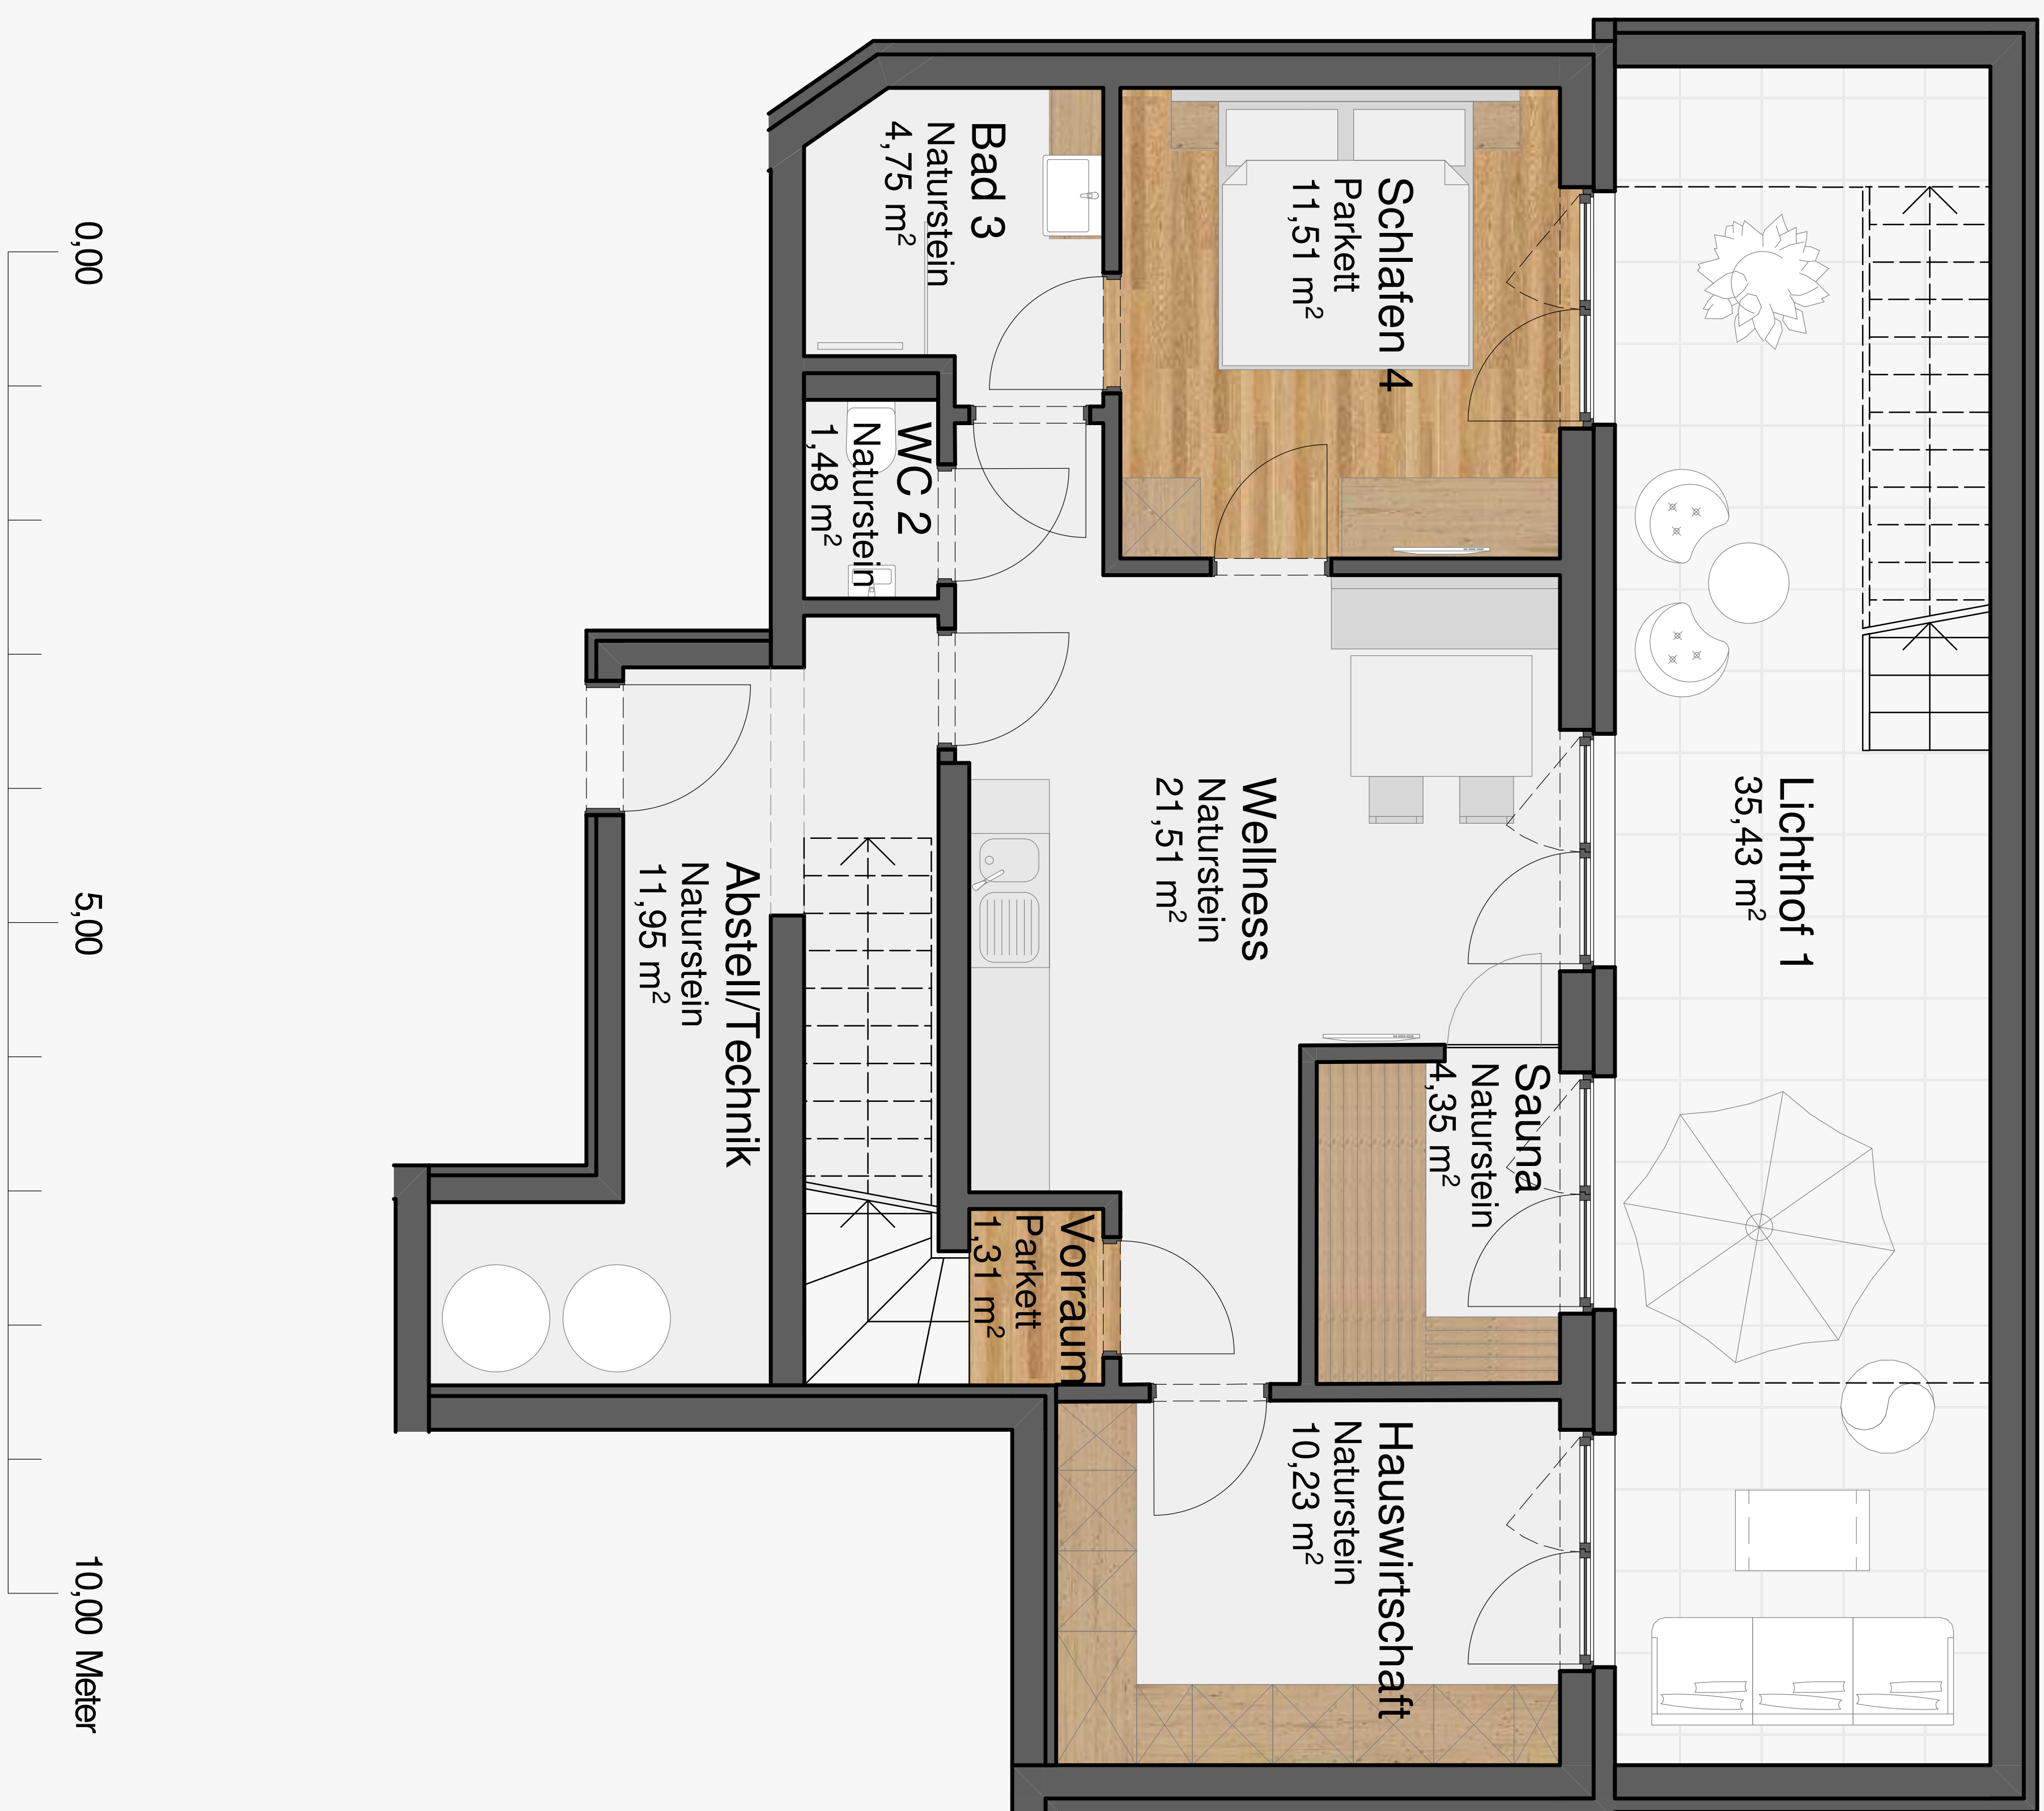 Lichthof 1
35,43 m²
Schlafen 4
Parkett
11,51 m²
Bad 3
Naturstein
4,75 m²
WC 2
Naturstein
1,48 m²
Wellness
Naturstein
21,51 m²
Sauna
Naturstein
4,35 m²
Abstell/Technik
Naturstein
11,95 m²
Vorraum
Parkett
1,31 m²
Hauswirtschaft
Naturstein
10,23 m²
0,00
5,00
10,00 Meter